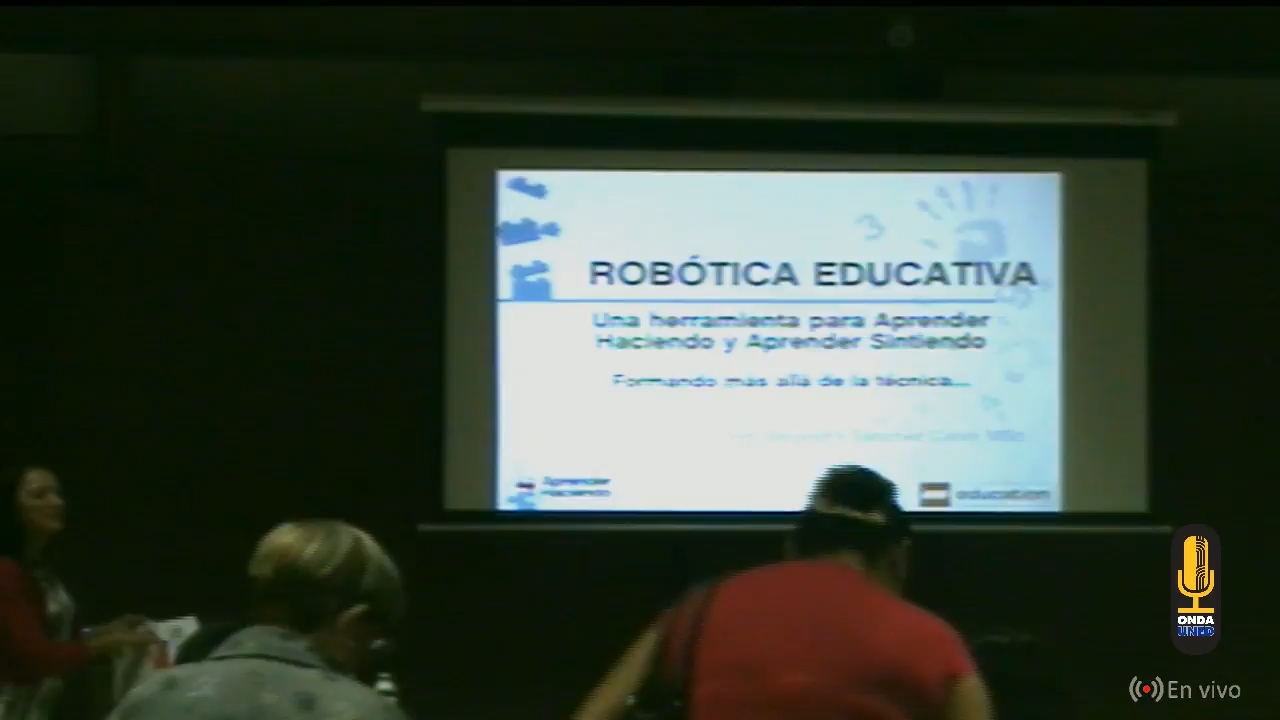 ROBÓTICA EDUCATIVA
Una herramienta para Aprender
Haciendo y Aprender Sintiendo
Formando más allá de la técnica...
Aprender
Haciendo
education
ONDA
UNED
En vivo